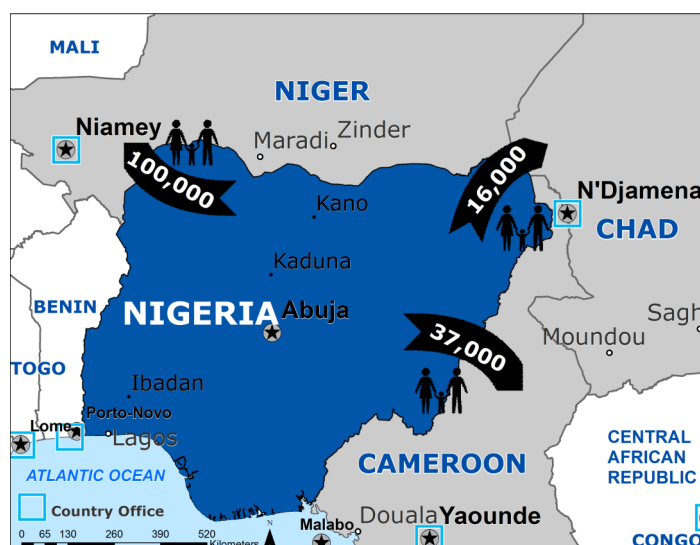 MALI
NIGER
Niamey
Maradi
Zinder
100,000
16,000
N'Djamena
CHAD
Kano
Kaduna
BENIN
NIGERIA
Abuja
37,000
Moundou
Sagh
TOGO
Ibadan
Porto-Novo
Lome
Lagos
CAMEROON
CENTRAL
AFRICAN
REPUBLIC
ATLANTIC OCEAN
Country Office
Douala
Yaounde
Malabo
CONGO
0 65 130 260 390 520
Kilometers
N